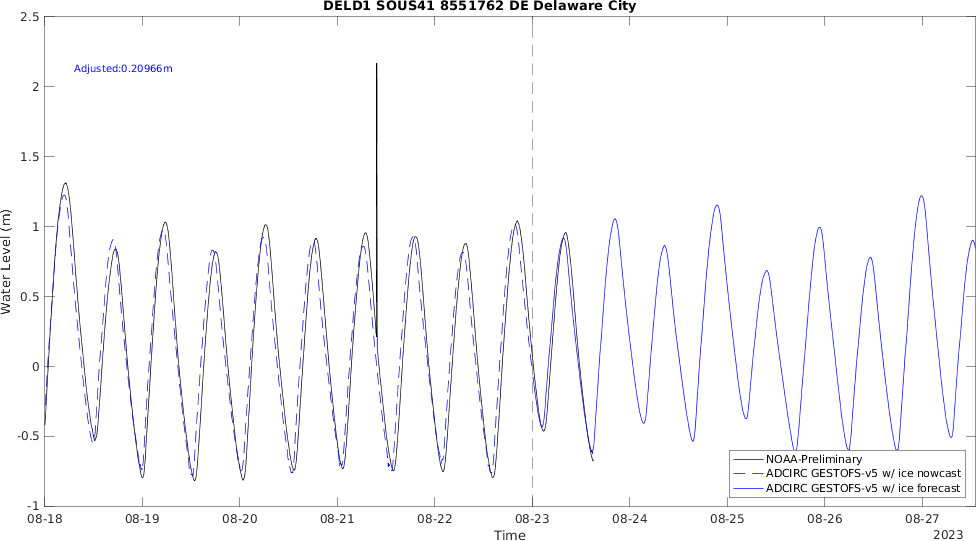 DELD1 SOUS41 8551762 DE Delaware City
2.5
2
1.5
1
0.5
0
-0.5
-1
Water Level (m)
Adjusted:0.20966m
NOAA-Preliminary
ADCIRC GESTOFS-v5 w/ ice nowcast
ADCIRC GESTOFS-v5 w/ ice forecast
08-18 08-19 08-20 08-21 08-22 08-23 08-24 08-25 08-26 08-27
Time
2023